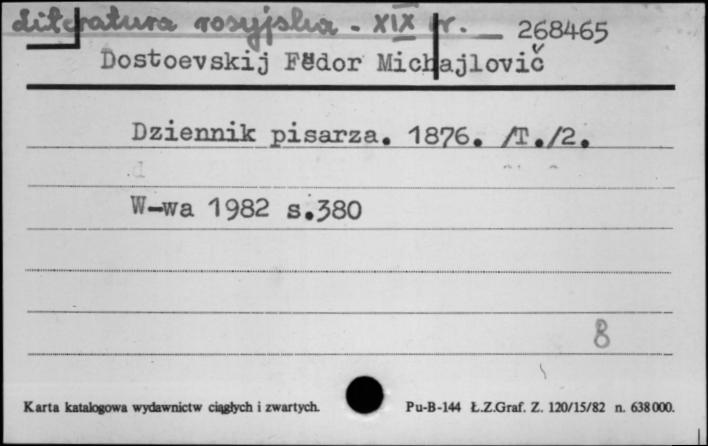 Literatura rosyjska - XIX w. 268465
Dostoevskij Fëdor Michajlovič
Dziennik pisarza. 1876. /T./2.
W-wa 1982 s.380
8
Karta katalogowa wydawnictw ciągłych i zwartych. Pu-B-144 Ł.Z.Graf. Z. 120/15/82 n. 638000.